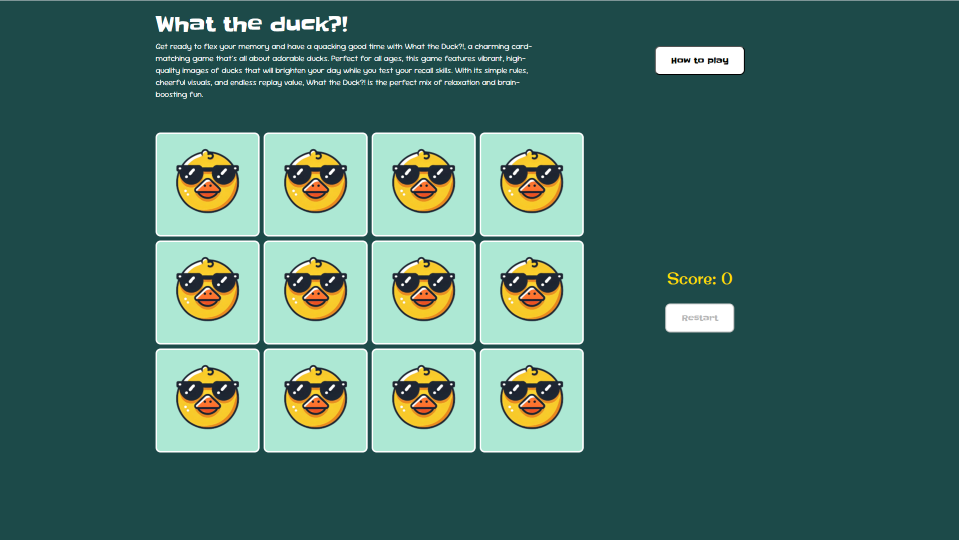 What the duck?!
Get ready to flex your memory and have a quacking good time with What the Duck?!, a charming card-
matching game that's all about adorable ducks. Perfect for all ages, this game features vibrant, high-
quality images of ducks that will brighten your day while you test your recall skills. With its simple rules,
cheerful visuals, and endless replay value, What the Duck?! is the perfect mix of relaxation and brain-
boosting fun.
How to play
Score: 0
Restart